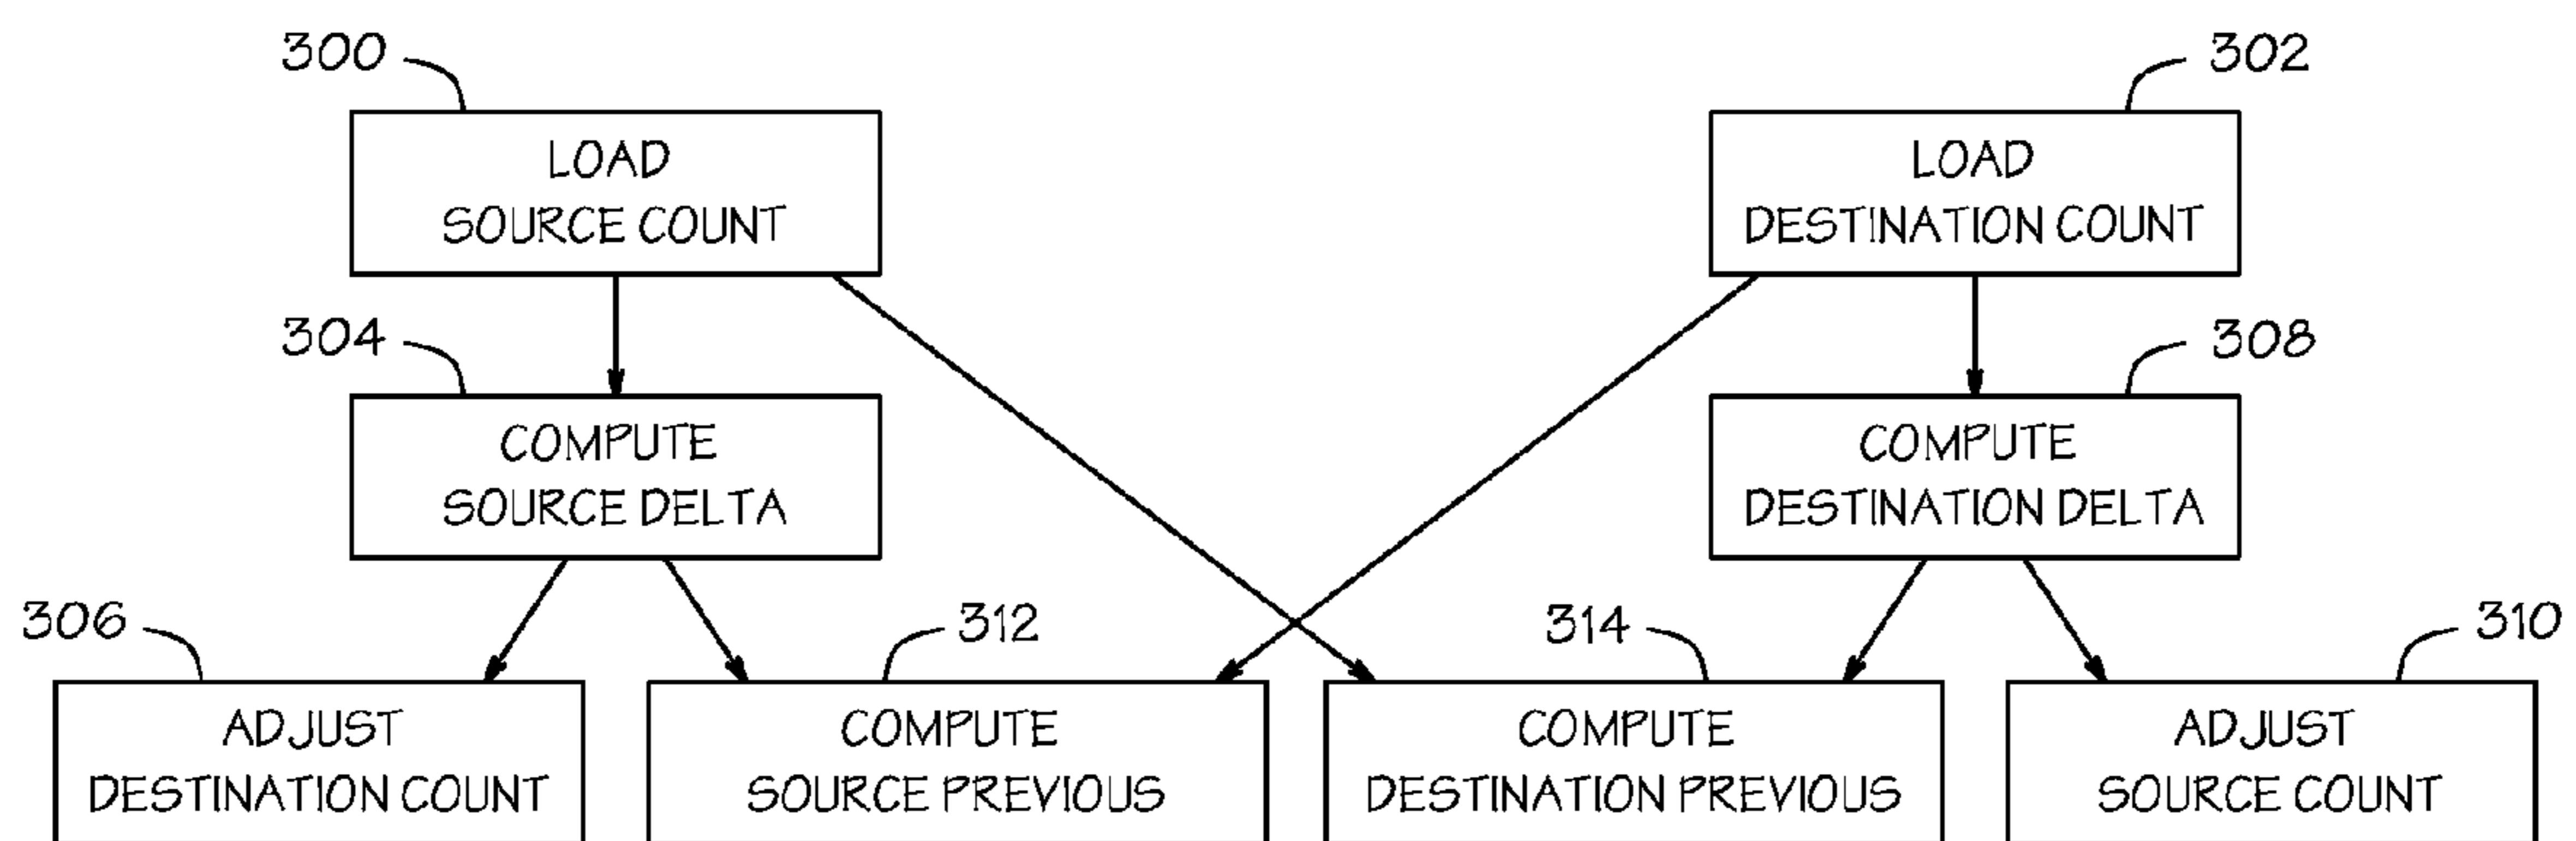 300
302
LOAD
SOURCE COUNT
LOAD
DESTINATION COUNT
304
308
COMPUTE
SOURCE DELTA
COMPUTE
DESTINATION DELTA
306
312
314
310
ADJUST
DESTINATION COUNT
COMPUTE
SOURCE PREVIOUS
COMPUTE
DESTINATION PREVIOUS
ADJUST
SOURCE COUNT